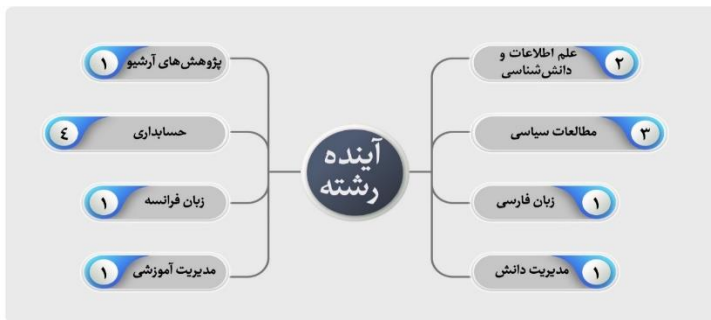 آینده
رشته
علم اطلاعات و
دانش‌شناسی
۲
مطالعات سیاسی
۳
زبان فارسی
۱
مدیریت دانش
۱
پژوهش‌های آرشیو
۱
حسابداری
٤
زبان فرانسه
۱
مدیریت آموزشی
۱